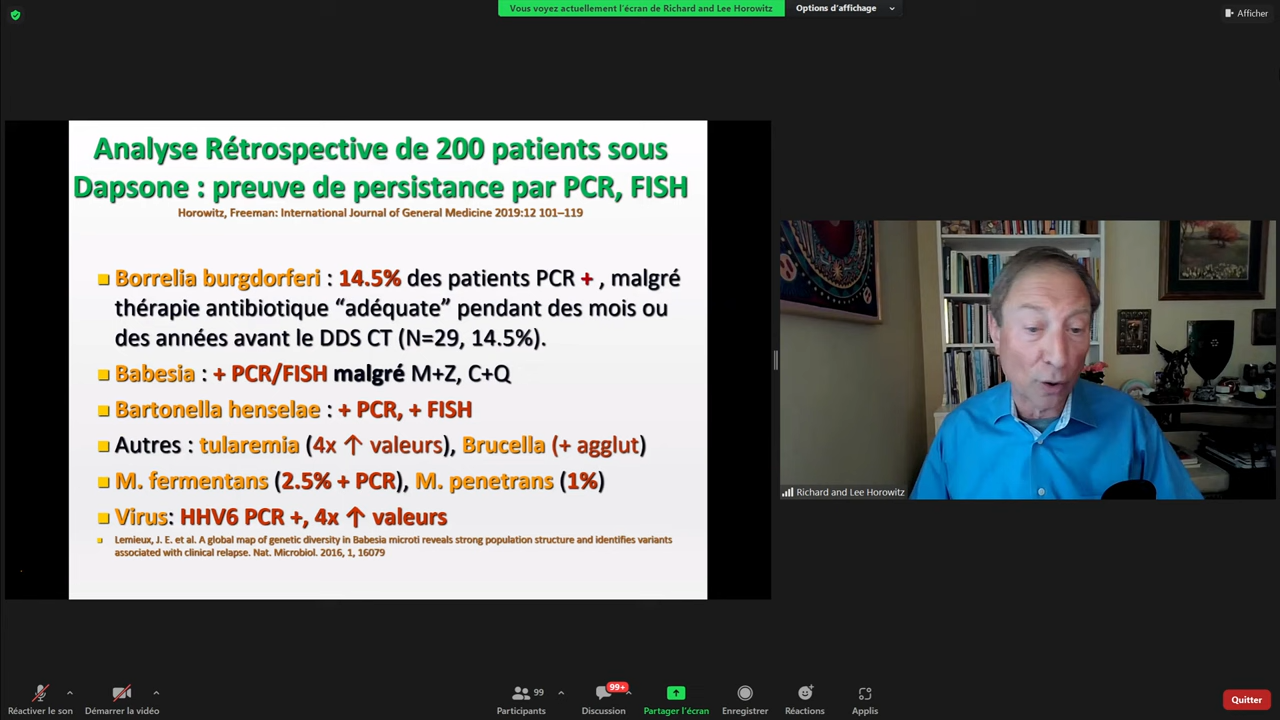 Vous voyez actuellement l'écran de Richard and Lee Horowitz
Options d'affichage
Afficher
Analyse Rétrospective de 200 patients sous
Dapsone : preuve de persistance par PCR, FISH
Horowitz, Freeman: International Journal of General Medicine 2019:12 101–119
Borrelia burgdorferi : 14.5% des patients PCR + , malgré
thérapie antibiotique “adéquate” pendant des mois ou
des années avant le DDS CT (N=29, 14.5%).
Babesia : + PCR/FISH malgré M+Z, C+Q
Bartonella henselae : + PCR, + FISH
Autres : tularemia (4x ↑ valeurs), Brucella (+ agglut)
M. fermentans (2.5% + PCR), M. penetrans (1%)
Virus: HHV6 PCR +, 4x ↑ valeurs
Lemieux, J. E. et al. A global map of genetic diversity in Babesia microti reveals strong population structure and identifies variants
associated with clinical relapse. Nat. Microbiol. 2016, 1, 16079
Richard and Lee Horowitz
Réactiver le son
Démarrer la vidéo
99
Participants
99+
Discussion
Partager l'écran
Enregistrer
Réactions
Applis
Quitter